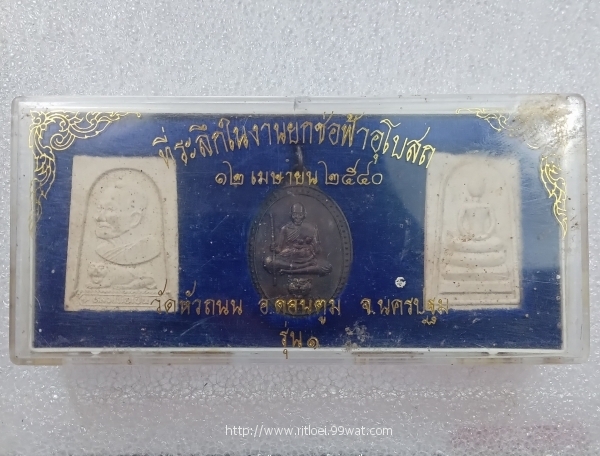 ที่ระลึกในงานยกช่อฟ้าอุโบสถ
๑๒ เมษายน ๒๕๔๐
วัดหัวถนน อ.ดอนตูม จ.นครปฐม
รุ่น ๑
http://www.ritloei.99wat.com